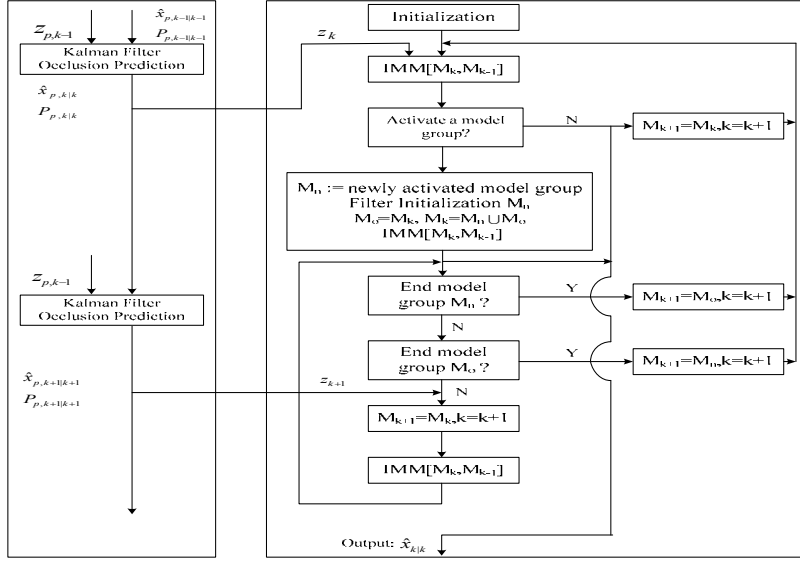 z_{p,k-1}
x̂_{p,k-1|k-1}
P_{p,k-1|k-1}
Kalman Filter
Occlusion Prediction
x̂_{p,k|k}
P_{p,k|k}
z_{p,k-1}
Kalman Filter
Occlusion Prediction
x̂_{p,k+1|k+1}
P_{p,k+1|k+1}
z_k
Initialization
IMM[M_k,M_{k-1}]
Activate a model
group?
N
M_{k+1}=M_k,k=k+1
M_n := newly activated model group
Filter Initialization M_n
M_o=M_k, M_k=M_n∪M_o
IMM[M_k,M_{k-1}]
End model
group M_n ?
Y
M_{k+1}=M_o,k=k+1
N
End model
group M_o ?
Y
M_{k+1}=M_n,k=k+1
z_{k+1}
N
M_{k+1}=M_k,k=k+1
IMM[M_k,M_{k-1}]
Output: x̂_{k|k}